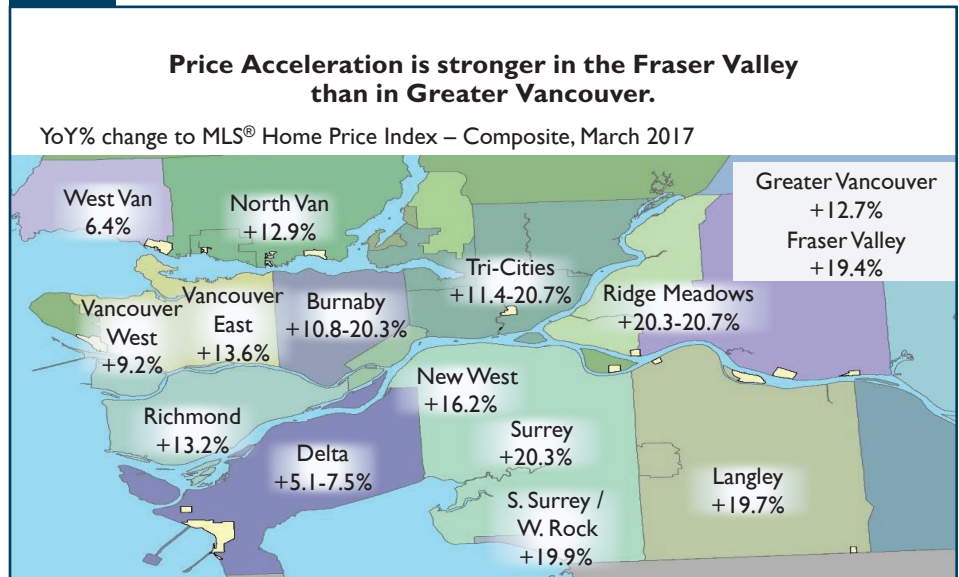 Price Acceleration is stronger in the Fraser Valley
than in Greater Vancouver.
YoY% change to MLS® Home Price Index – Composite, March 2017
Greater Vancouver
+12.7%
Fraser Valley
+19.4%
West Van
6.4%
North Van
+12.9%
Tri-Cities
+11.4-20.7%
Ridge Meadows
+20.3-20.7%
Vancouver
West
+9.2%
Vancouver
East
+13.6%
Burnaby
+10.8-20.3%
New West
+16.2%
Richmond
+13.2%
Delta
+5.1-7.5%
Surrey
+20.3%
S. Surrey /
W. Rock
+19.9%
Langley
+19.7%